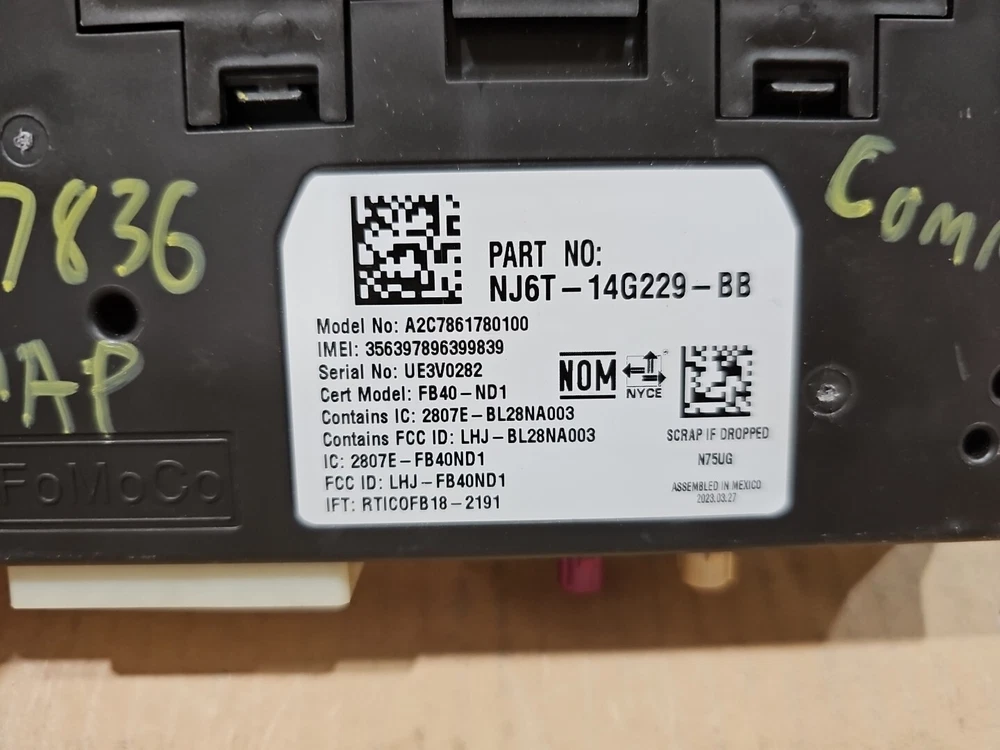 7836
AP
FoMoCo
PART NO:
NJ6T-14G229-BB
Model No: A2C7861780100
IMEI: 356397896399839
Serial No: UE3V0282
Cert Model: FB40-ND1
Contains IC: 2807E-BL28NA003
Contains FCC ID: LHJ-BL28NA003
IC: 2807E-FB40ND1
FCC ID: LHJ-FB40ND1
IFT: RTICOFB18-2191
NOM
NYCE
SCRAP IF DROPPED
N75UG
ASSEMBLED IN MEXICO
2023.03.27
Com